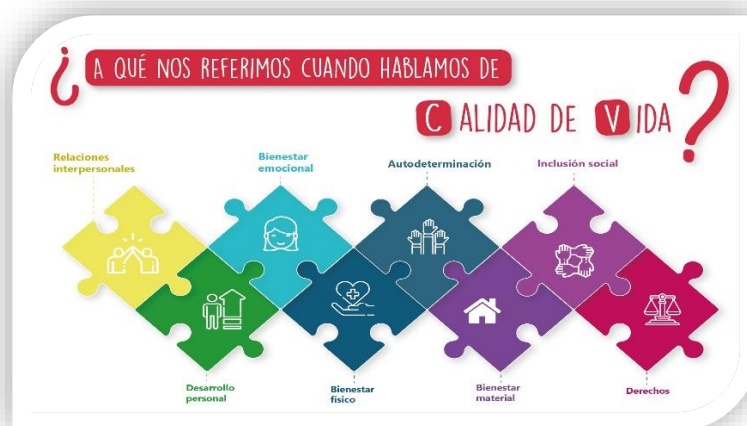 ¿A QUÉ NOS REFERIMOS CUANDO HABLAMOS DE
CALIDAD DE VIDA?
Relaciones
interpersonales
Bienestar
emocional
Autodeterminación
Inclusión social
Desarrollo
personal
Bienestar
físico
Bienestar
material
Derechos